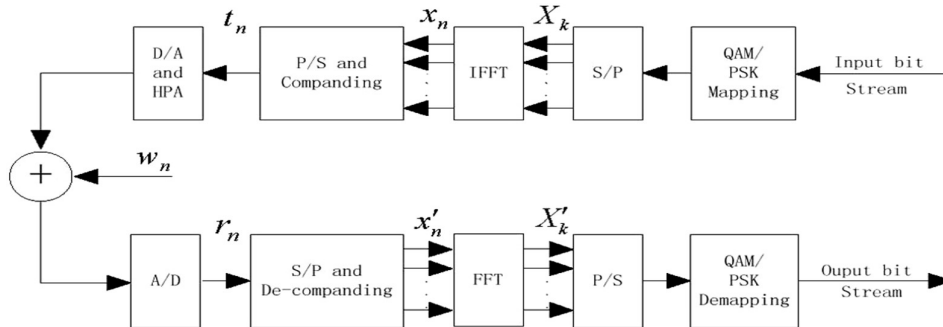 t_n
x_n
X_k
D/A
and
HPA
P/S and
Companding
IFFT
S/P
QAM/
PSK
Mapping
Input bit
Stream
+
w_n
r_n
x'_n
X'_k
A/D
S/P and
De-companding
FFT
P/S
QAM/
PSK
Demapping
Ouput bit
Stream